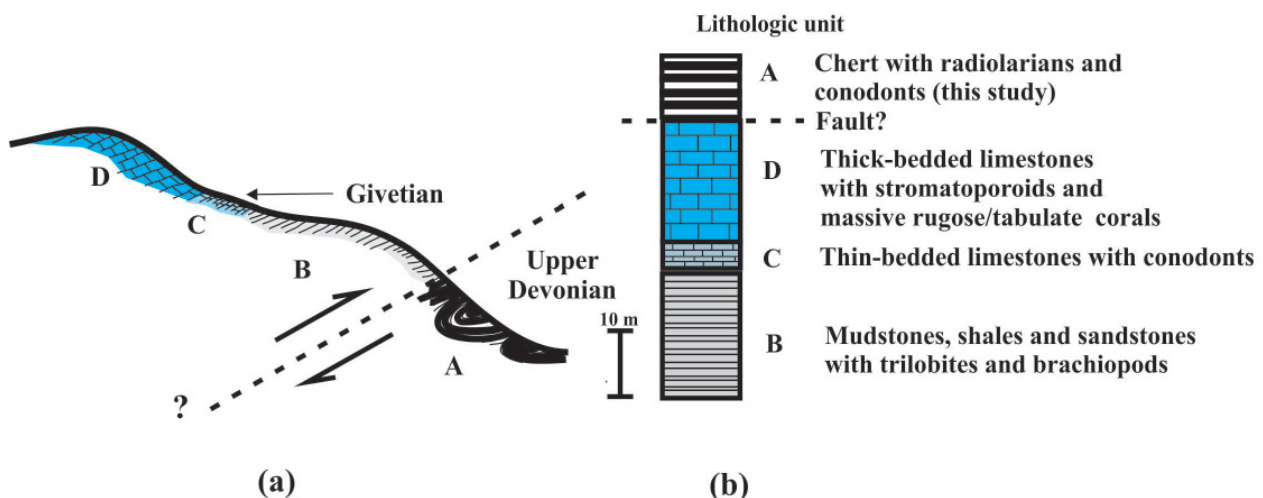 Lithologic unit
D
C
Givetian
B
Upper
Devonian
A
?
(a)
10 m
A
Chert with radiolarians and
conodonts (this study)
Fault?
D
Thick-bedded limestones
with stromatoporoids and
massive rugose/tabulate corals
C
Thin-bedded limestones with conodonts
B
Mudstones, shales and sandstones
with trilobites and brachiopods
(b)